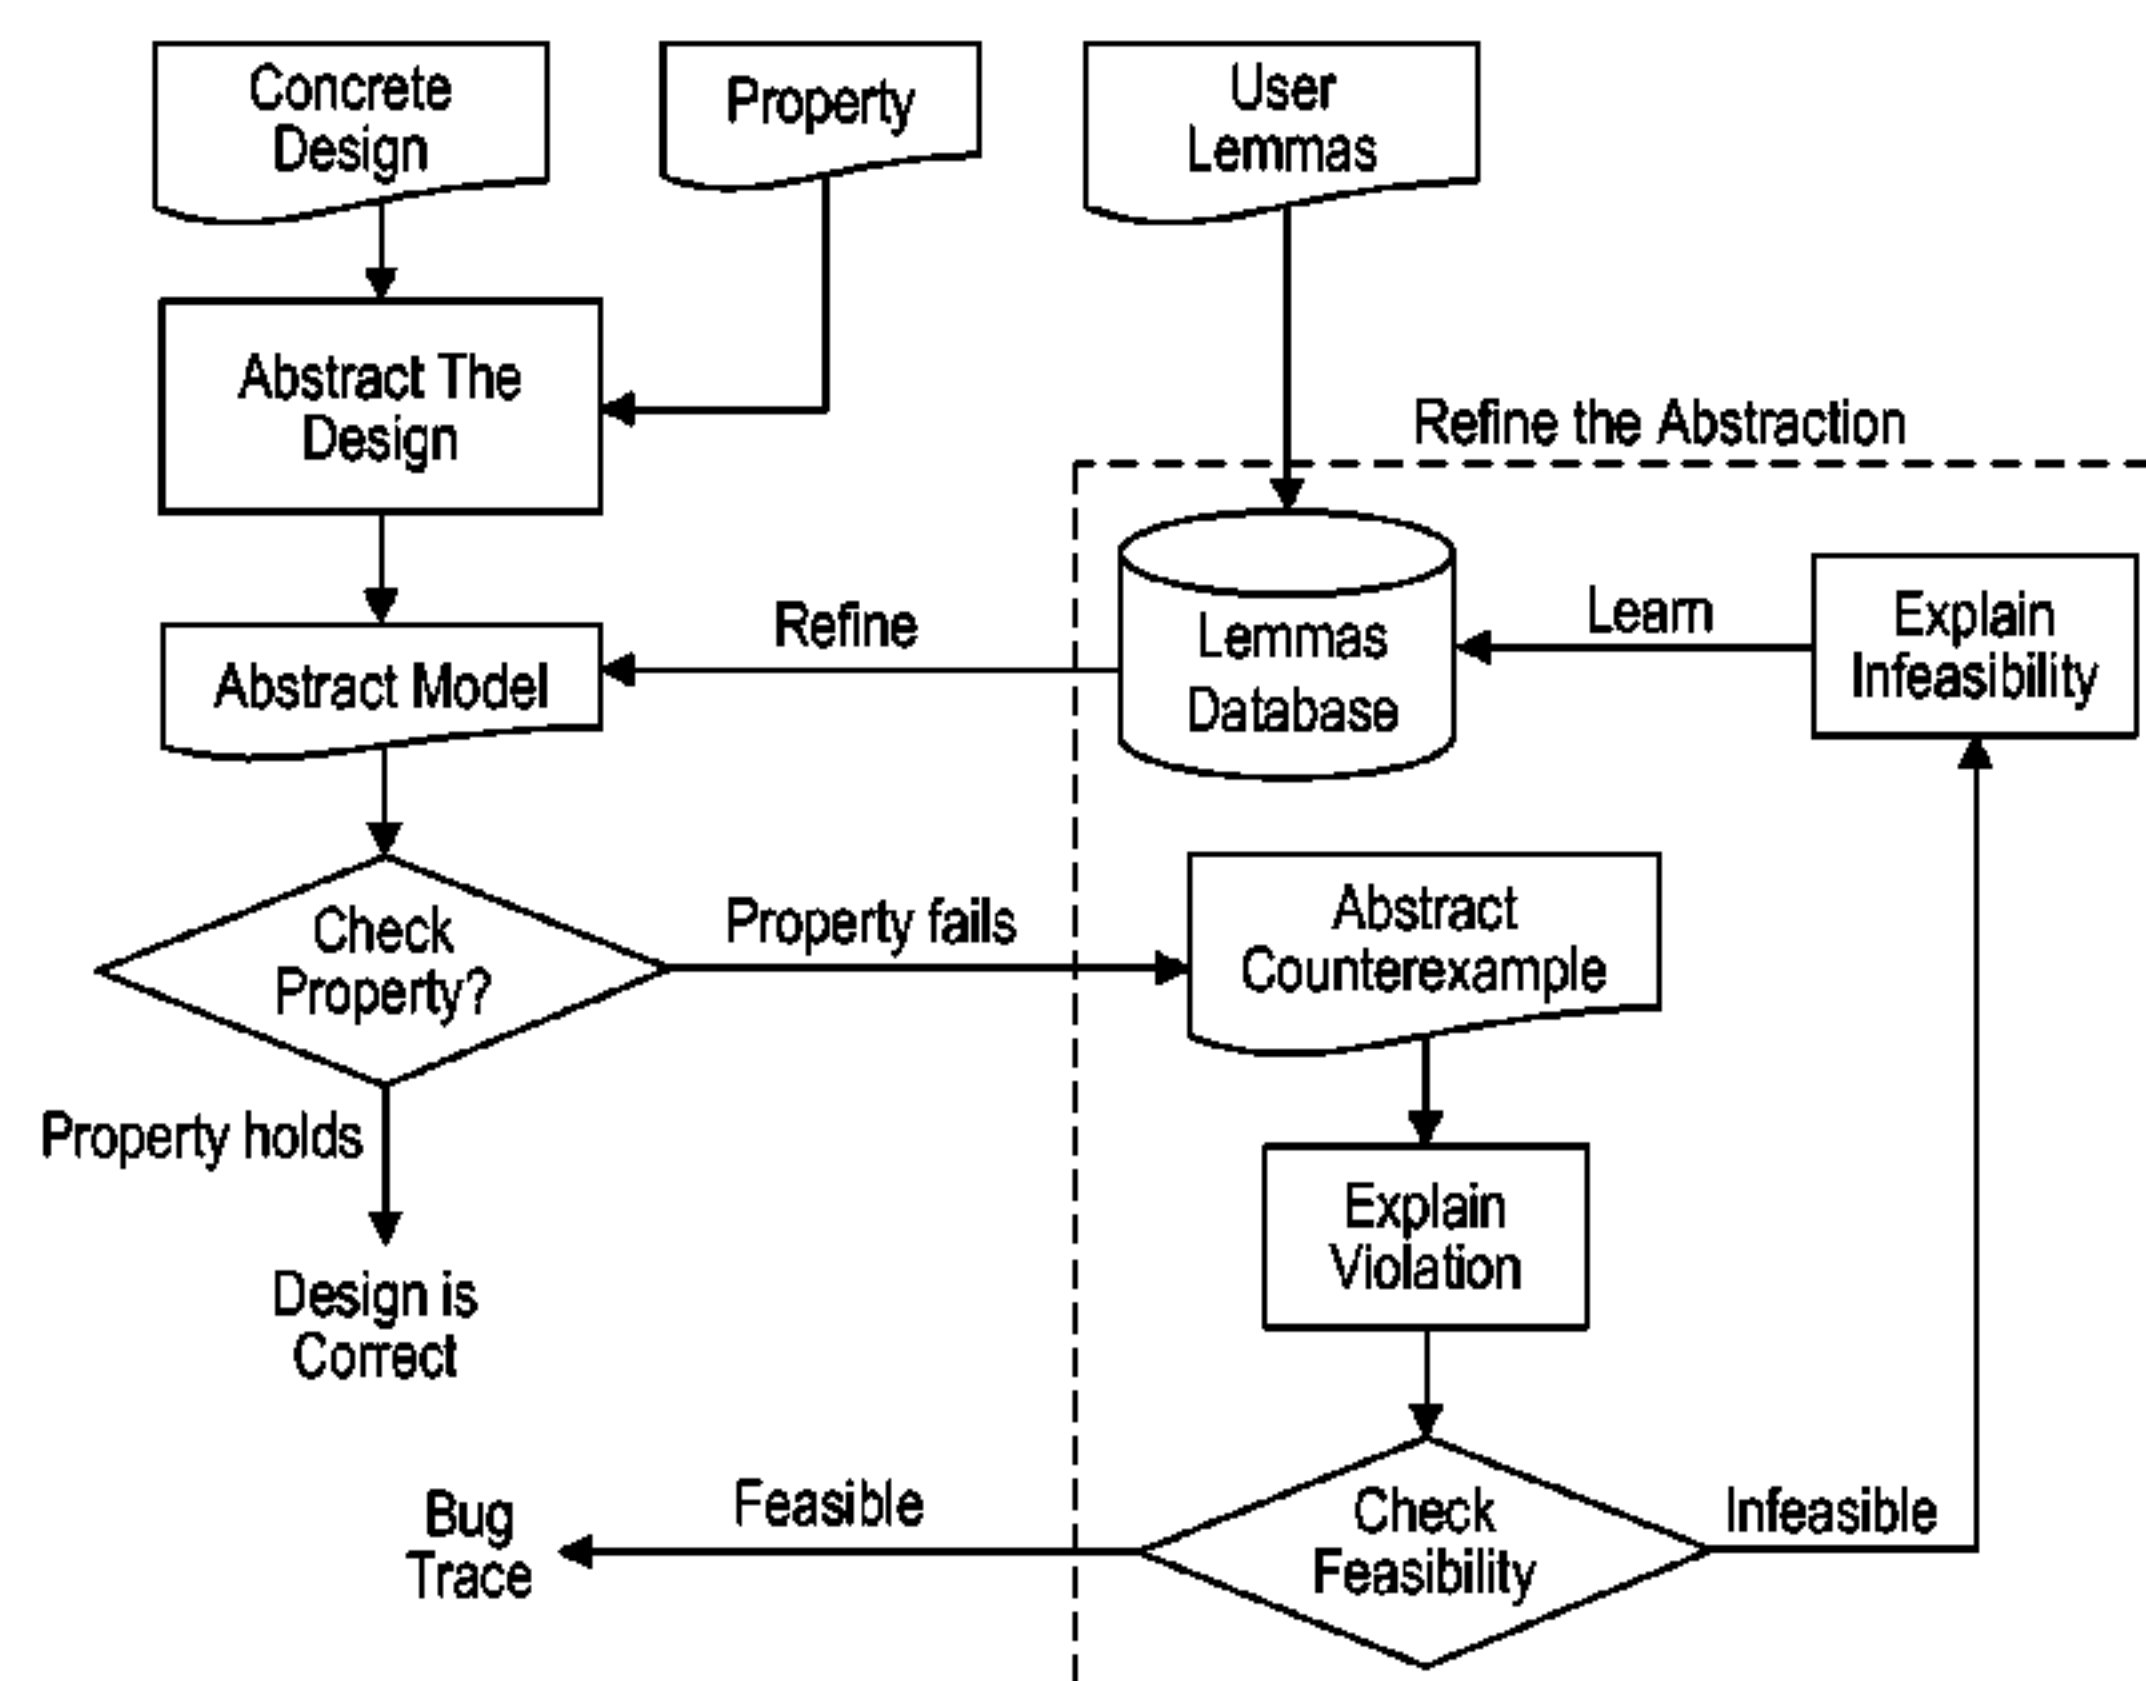 Concrete
Design
Property
User
Lemmas
Abstract The
Design
Refine the Abstraction
Refine
Lemmas
Database
Learn
Explain
Infeasibility
Abstract Model
Check
Property?
Property fails
Abstract
Counterexample
Property holds
Explain
Violation
Design is
Correct
Bug
Trace
Feasible
Check
Feasibility
Infeasible